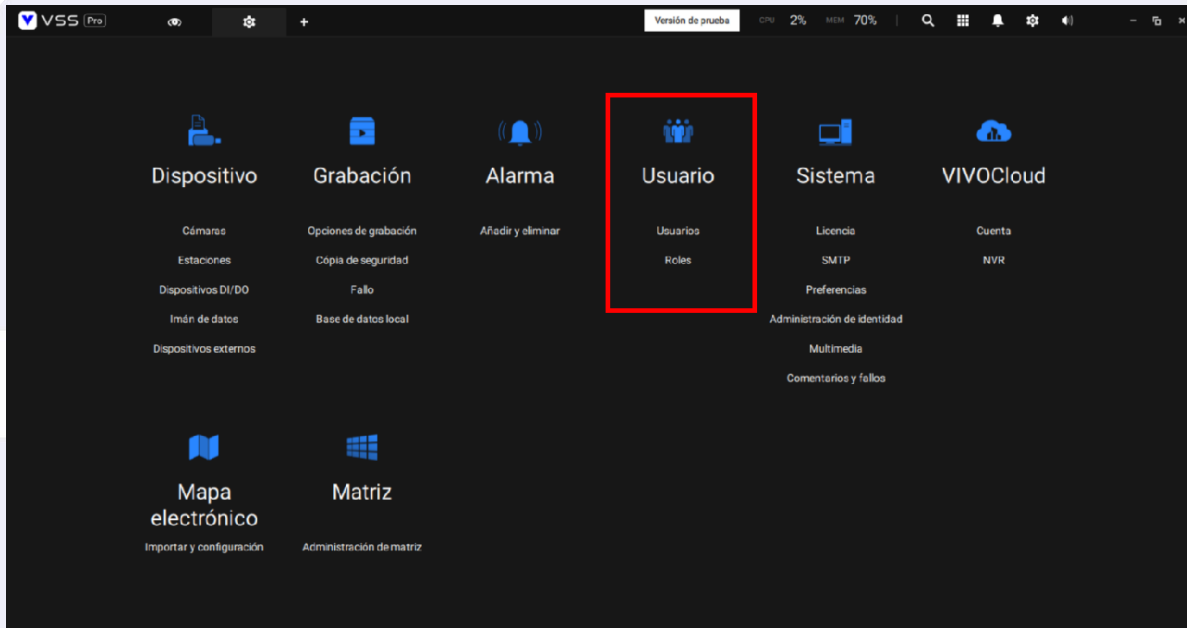 VSS Pro
Versión de prueba
CPU 2% MEM 70%
Dispositivo
Cámaras
Estaciones
Dispositivos DI/DO
Imán de datos
Dispositivos externos
Grabación
Opciones de grabación
Copia de seguridad
Fallo
Base de datos local
Alarma
Añadir y eliminar
Usuario
Usuarios
Roles
Sistema
Licencia
SMTP
Preferencias
Administración de identidad
Multimedia
Comentarios y fallos
VIVOCloud
Cuenta
NVR
Mapa
electrónico
Importar y configuración
Matriz
Administración de matriz